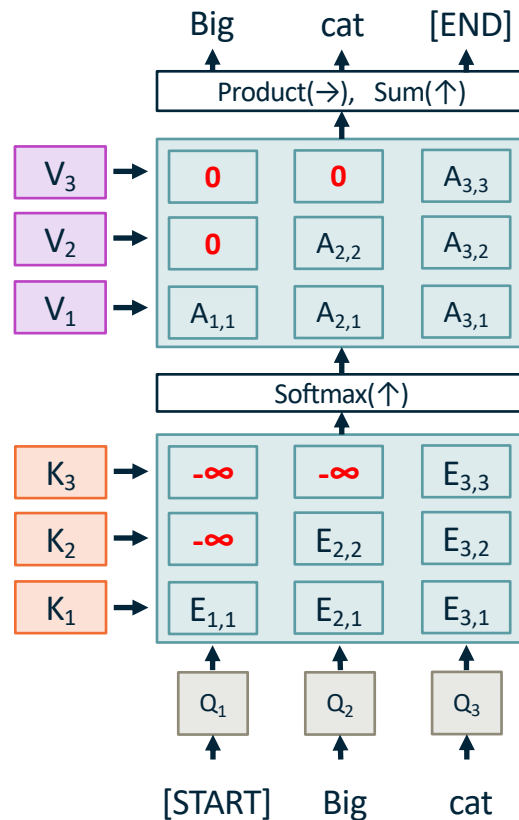 Big cat [END]
Product(→), Sum(↑)
V₃ 0 0 A₃,₃
V₂ 0 A₂,₂ A₃,₂
V₁ A₁,₁ A₂,₁ A₃,₁
Softmax(↑)
K₃ -∞ -∞ E₃,₃
K₂ -∞ E₂,₂ E₃,₂
K₁ E₁,₁ E₂,₁ E₃,₁
Q₁ Q₂ Q₃
[START] Big cat